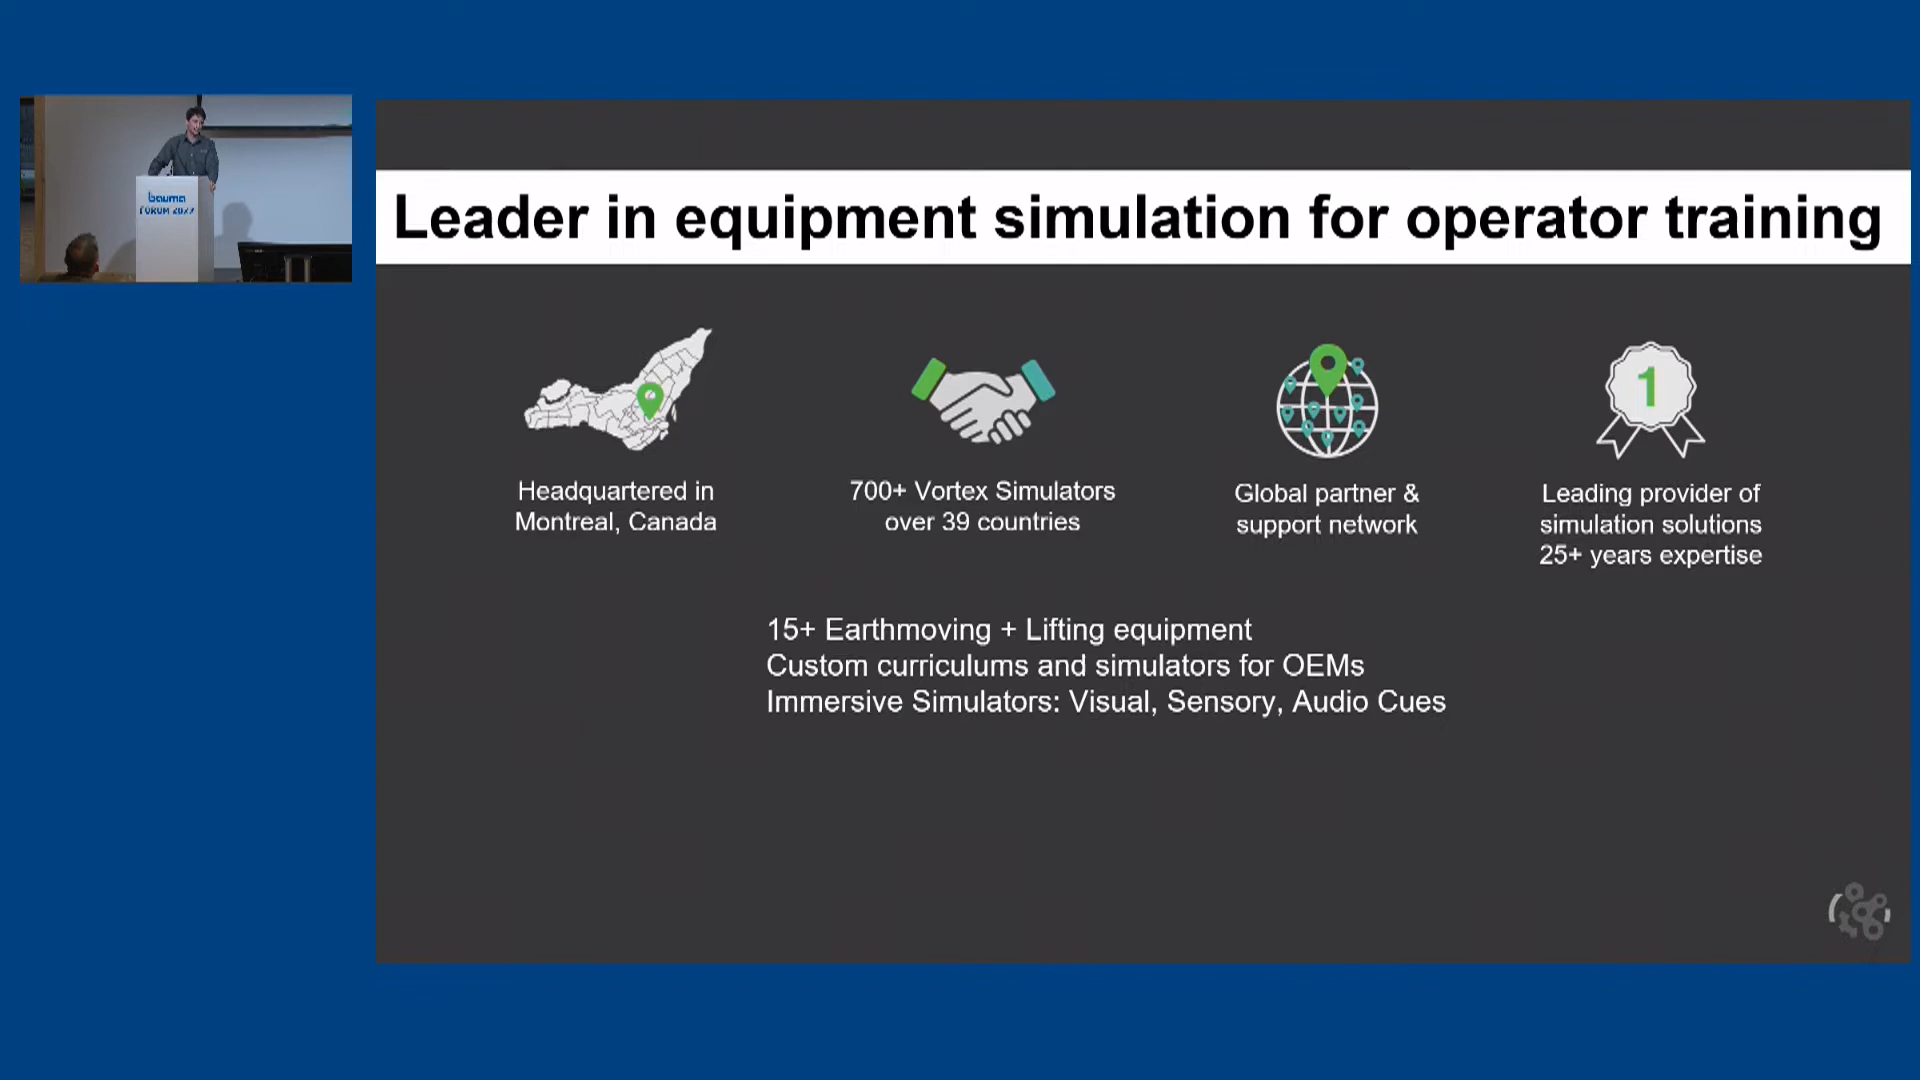 bauma
FORUM 2022
Leader in equipment simulation for operator training
Headquartered in
Montreal, Canada
700+ Vortex Simulators
over 39 countries
Global partner &
support network
1
Leading provider of
simulation solutions
25+ years expertise
15+ Earthmoving + Lifting equipment
Custom curriculums and simulators for OEMs
Immersive Simulators: Visual, Sensory, Audio Cues